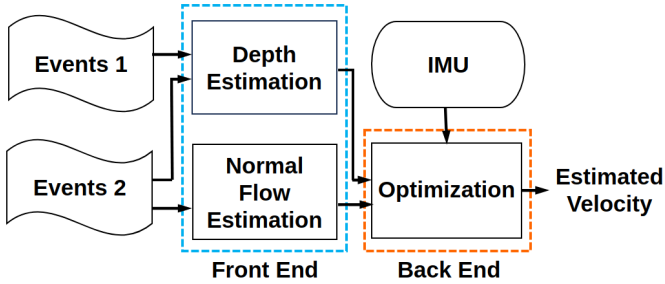 Events 1
Depth
Estimation
IMU
Events 2
Normal
Flow
Estimation
Optimization
Estimated
Velocity
Front End
Back End